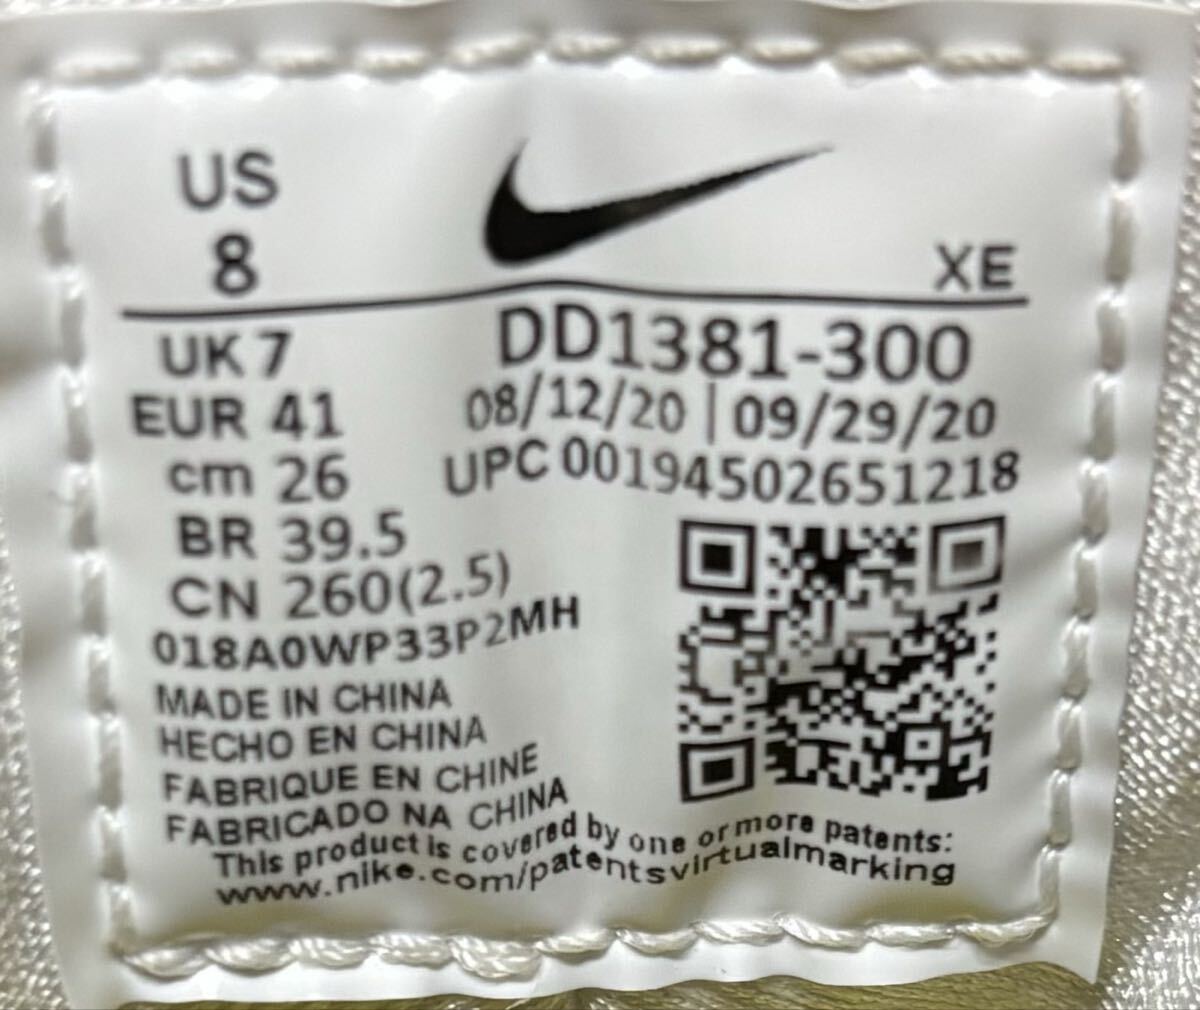 US
8
XE
UK 7
DD1381-300
EUR 41
08/12/20 | 09/29/20
cm 26
UPC 00194502651218
BR 39.5
CN 260(2.5)
018A0WP33P2MH
MADE IN CHINA
HECHO EN CHINA
FABRIQUE EN CHINE
FABRICADO NA CHINA
This product is covered by one or more patents:
www.nike.com/patentsvirtualmarking